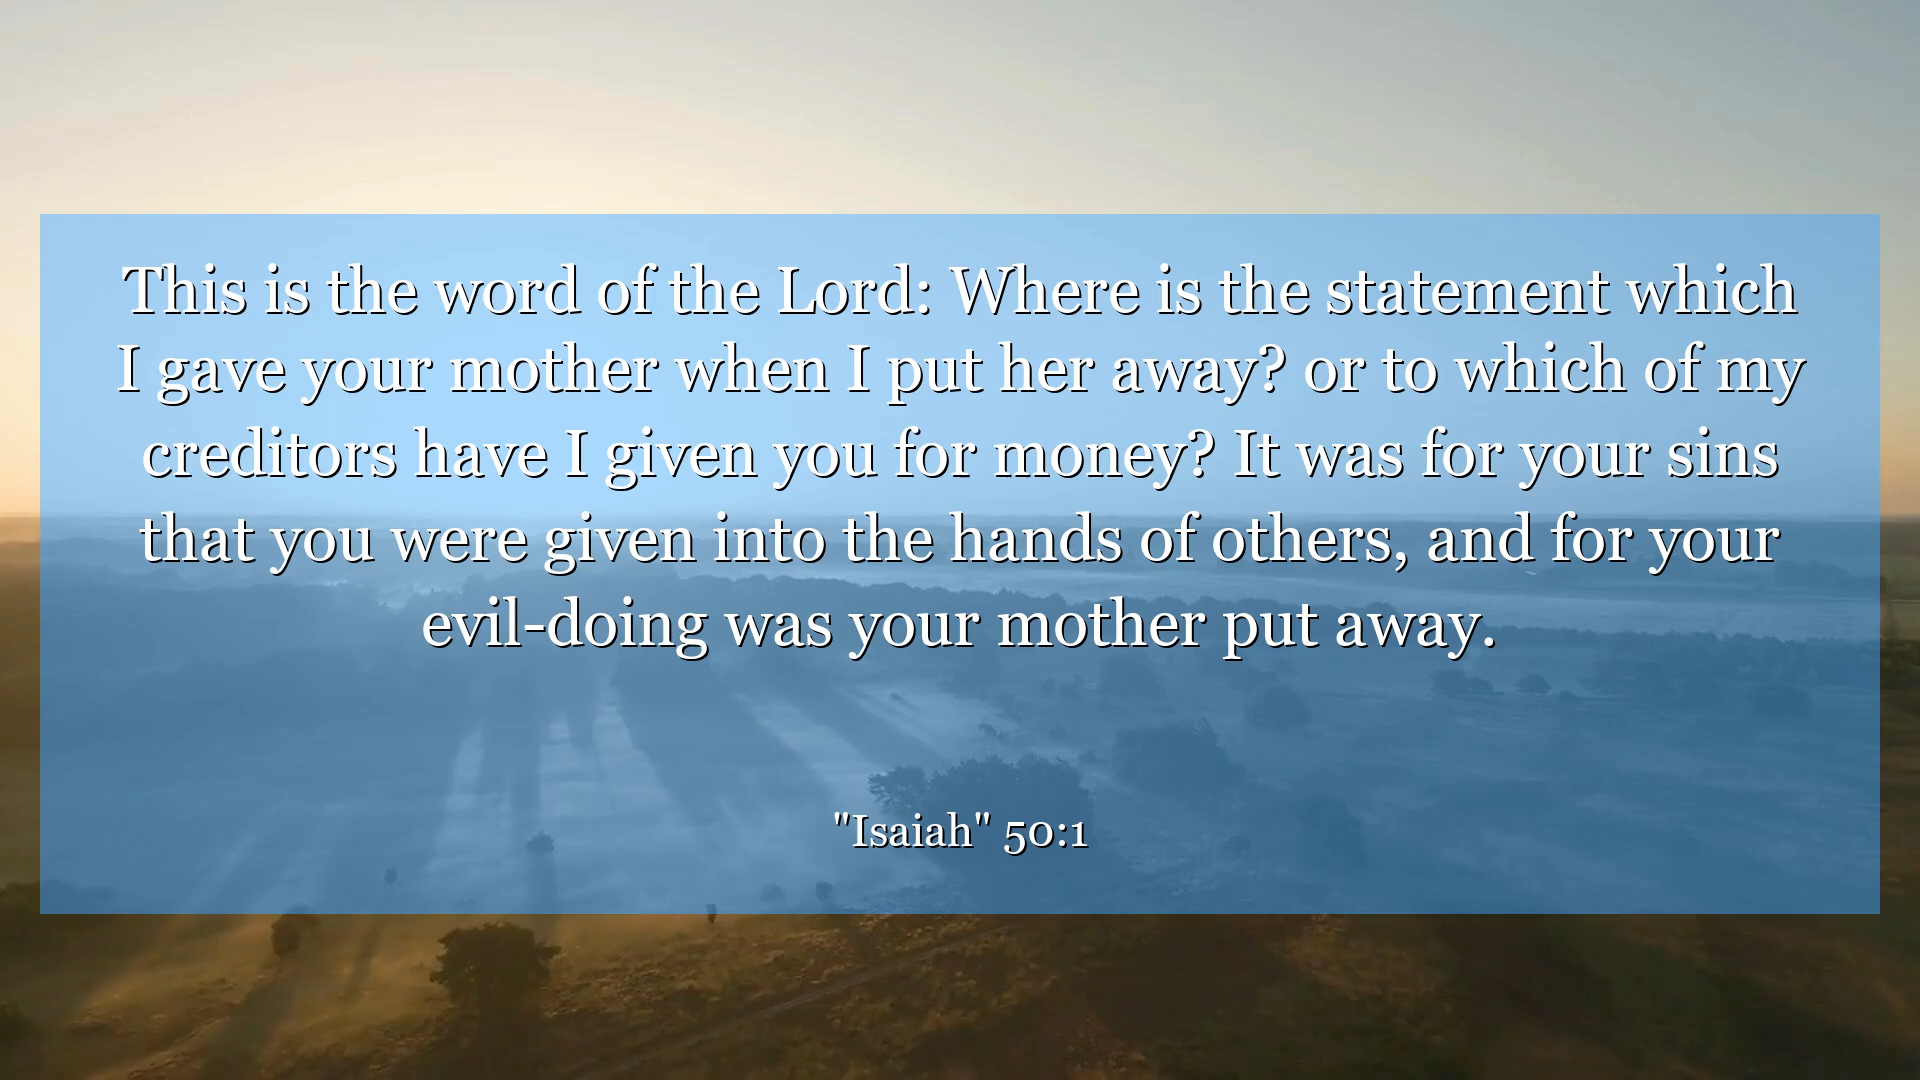 This is the word of the Lord: Where is the statement which
I gave your mother when I put her away? or to which of my
creditors have I given you for money? It was for your sins
that you were given into the hands of others, and for your
evil-doing was your mother put away.
"Isaiah" 50:1